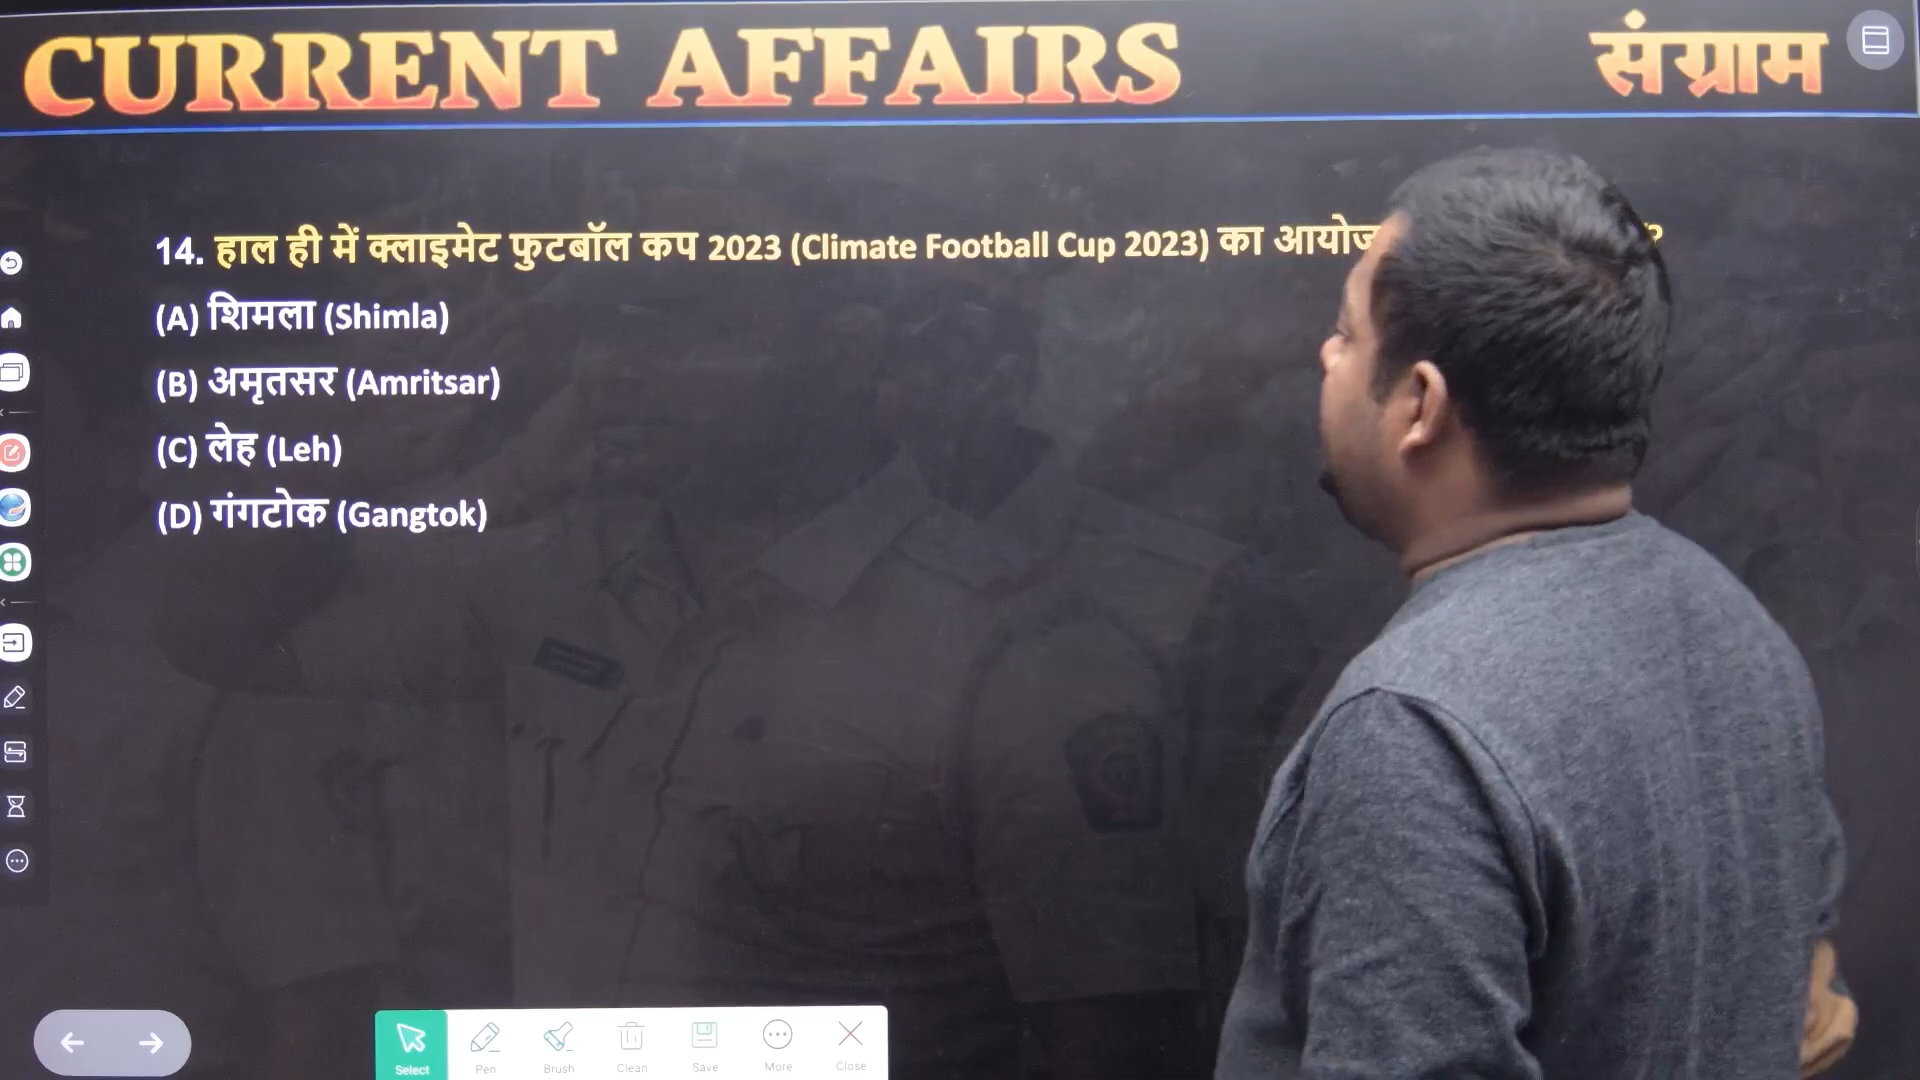 CURRENT AFFAIRS
संग्राम
14. हाल ही में क्लाइमेट फुटबॉल कप 2023 (Climate Football Cup 2023) का
(A) शिमला (Shimla)
(B) अमृतसर (Amritsar)
(C) लेह (Leh)
(D) गंगटोक (Gangtok)
Select
Pen
Brush
Clean
Save
More
Close